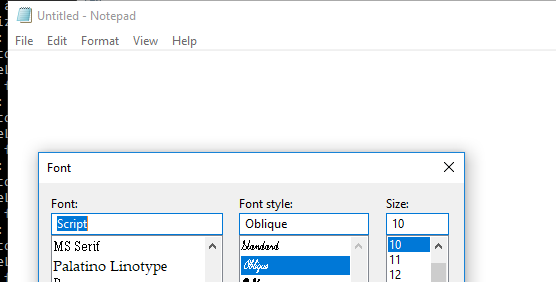 Untitled - Notepad
File Edit Format View Help
Font
Font: Font style: Size:
Script Oblique 10
MS Serif Standard 10
Palatino Linotype Oblique 11
12